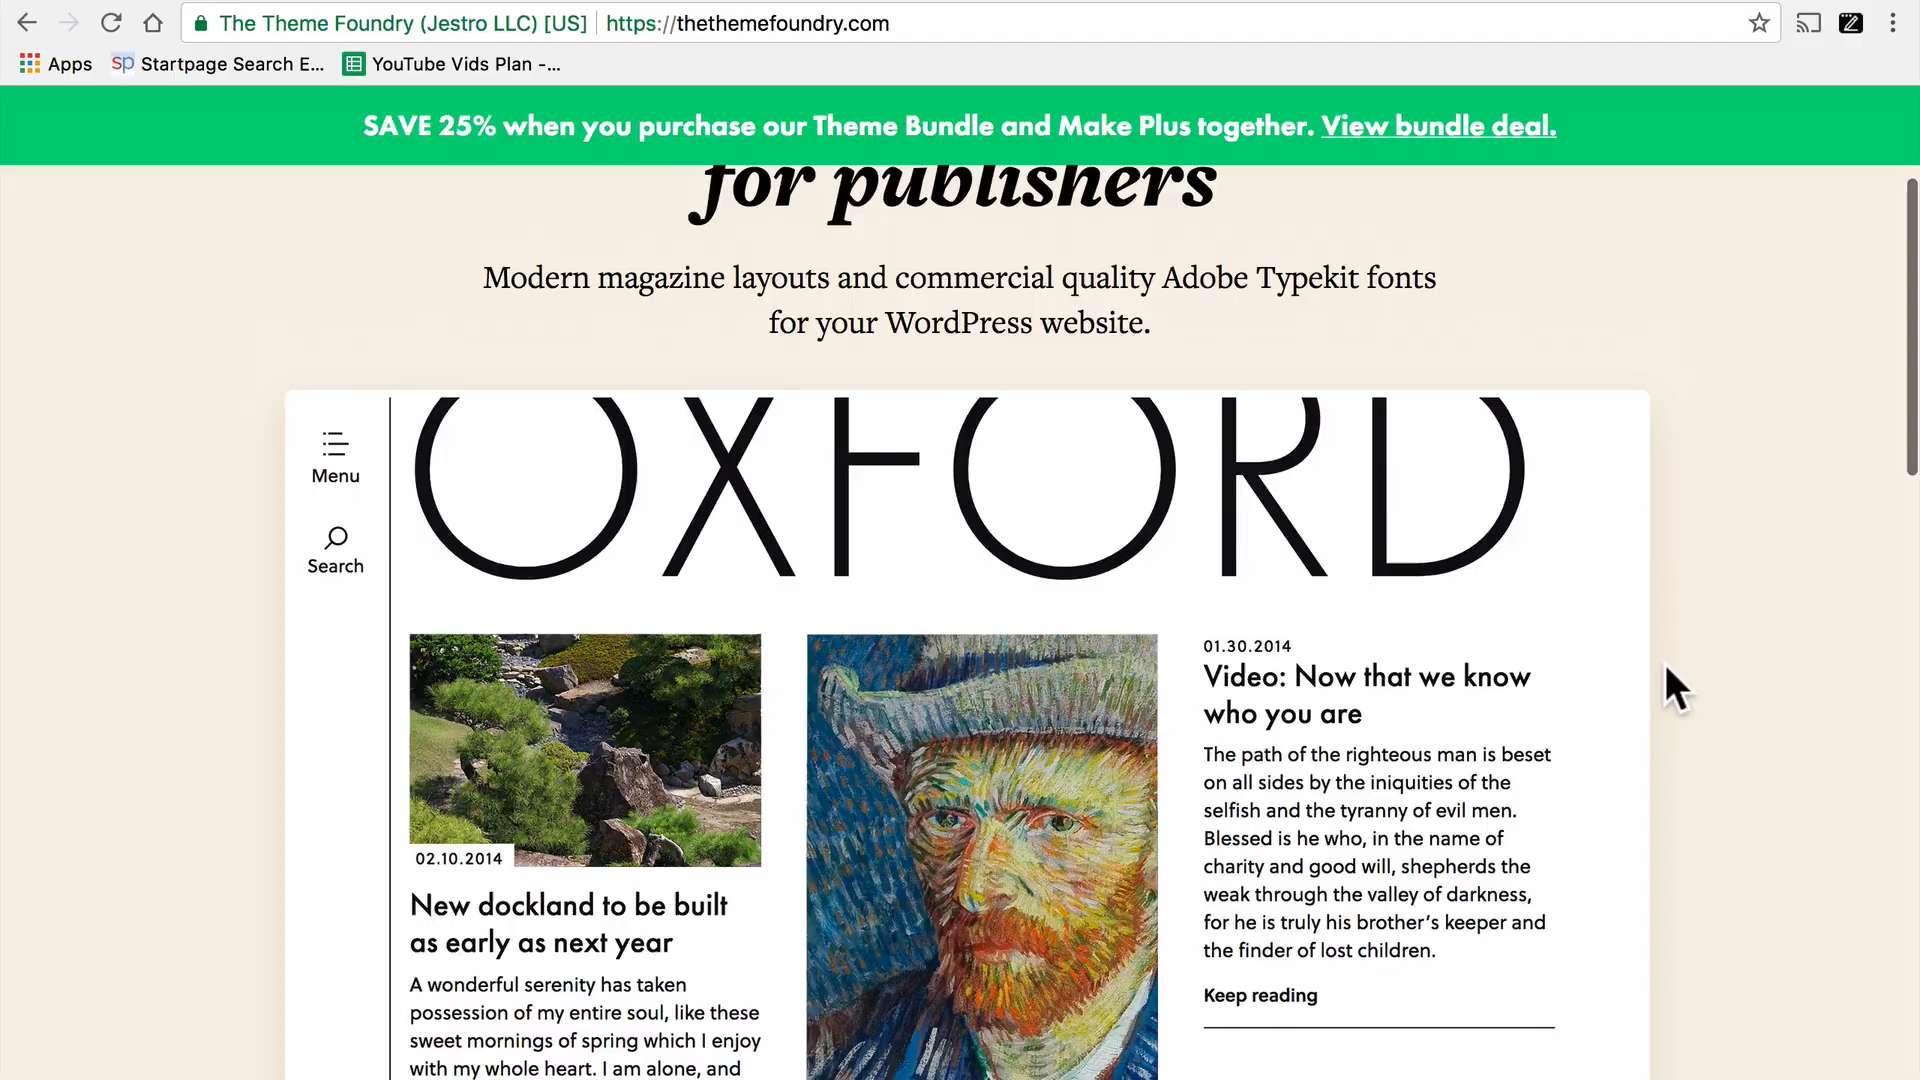 The Theme Foundry (Jestro LLC) [US] https://thethemefoundry.com
Apps
Startpage Search E...
YouTube Vids Plan -...
SAVE 25% when you purchase our Theme Bundle and Make Plus together. View bundle deal.
for publishers
Modern magazine layouts and commercial quality Adobe Typekit fonts
for your WordPress website.
Menu
Search
OXFORD
02.10.2014
New dockland to be built
as early as next year
A wonderful serenity has taken
possession of my entire soul, like these
sweet mornings of spring which I enjoy
with my whole heart. I am alone, and
01.30.2014
Video: Now that we know
who you are
The path of the righteous man is beset
on all sides by the iniquities of the
selfish and the tyranny of evil men.
Blessed is he who, in the name of
charity and good will, shepherds the
weak through the valley of darkness,
for he is truly his brother's keeper and
the finder of lost children.
Keep reading